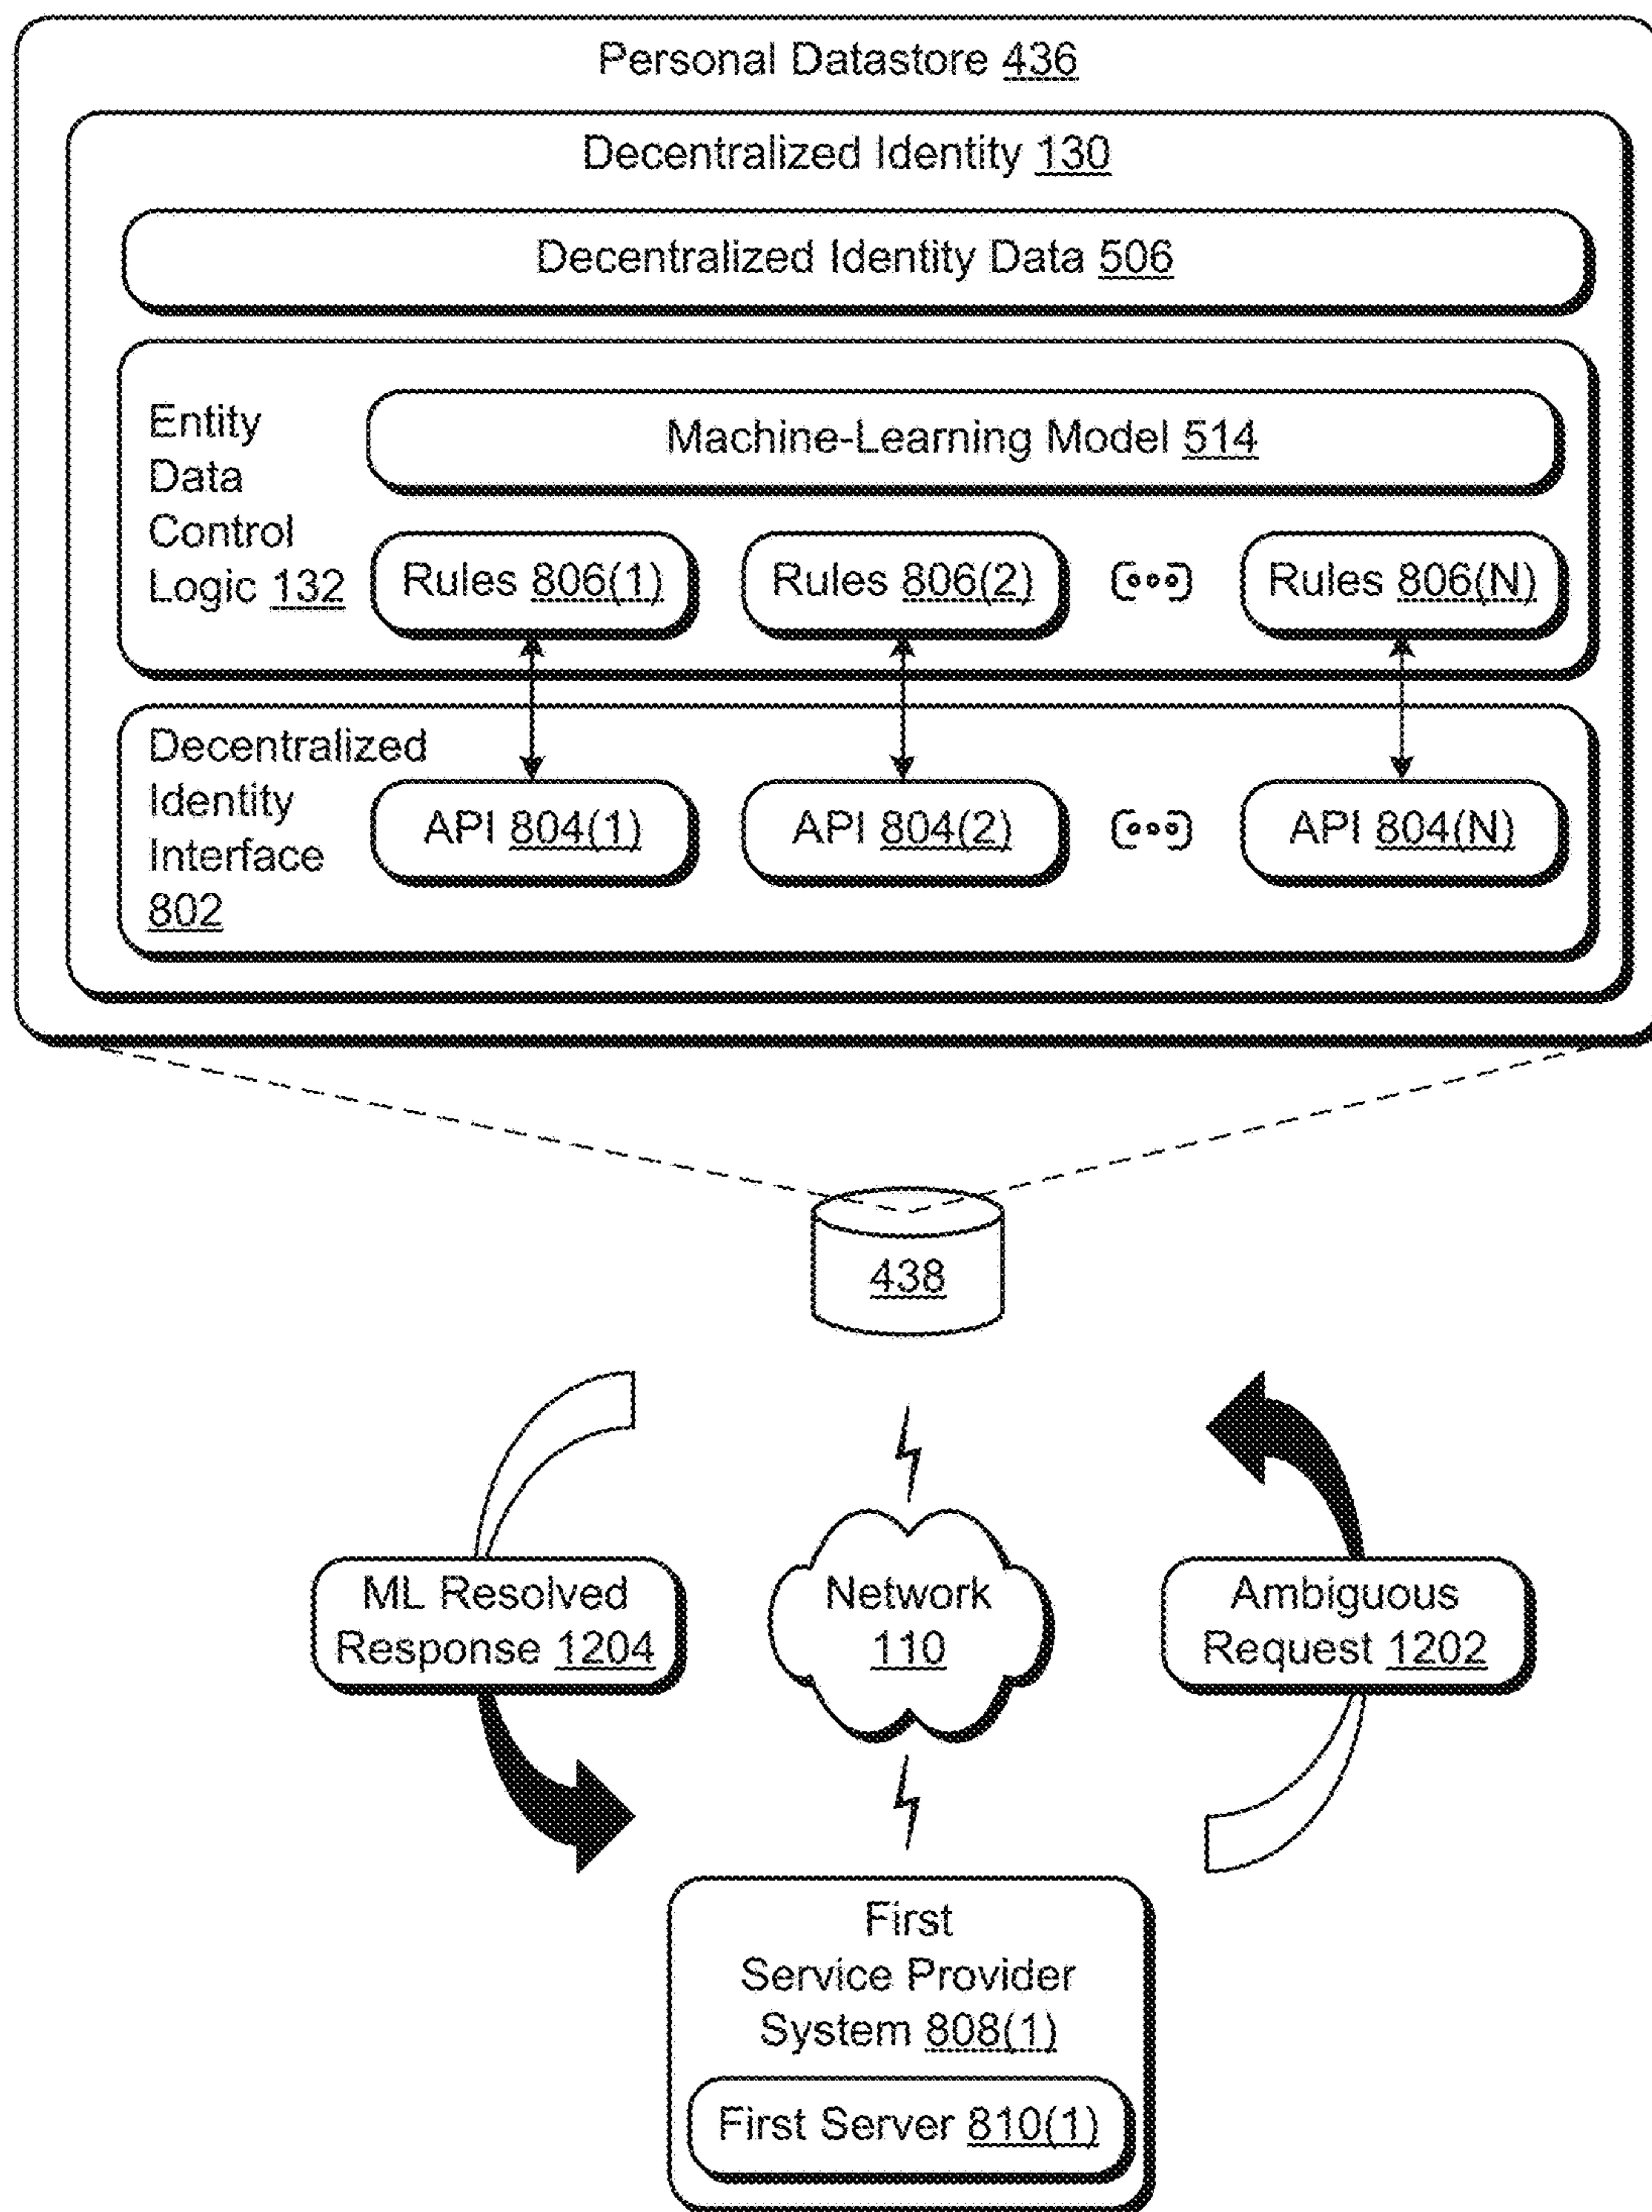 Personal Datastore 436
Decentralized Identity 130
Decentralized Identity Data 506
Entity
Data
Control
Logic 132
Machine-Learning Model 514
Rules 806(1)
Rules 806(2)
Rules 806(N)
Decentralized
Identity
Interface
802
API 804(1)
API 804(2)
API 804(N)
438
ML Resolved
Response 1204
Network
110
Ambiguous
Request 1202
First
Service Provider
System 808(1)
First Server 810(1)